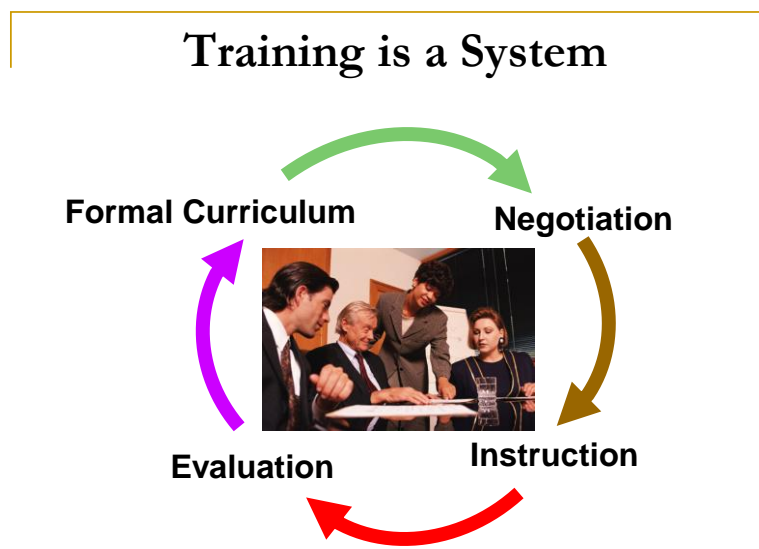 Training is a System
Formal Curriculum
Negotiation
Evaluation
Instruction